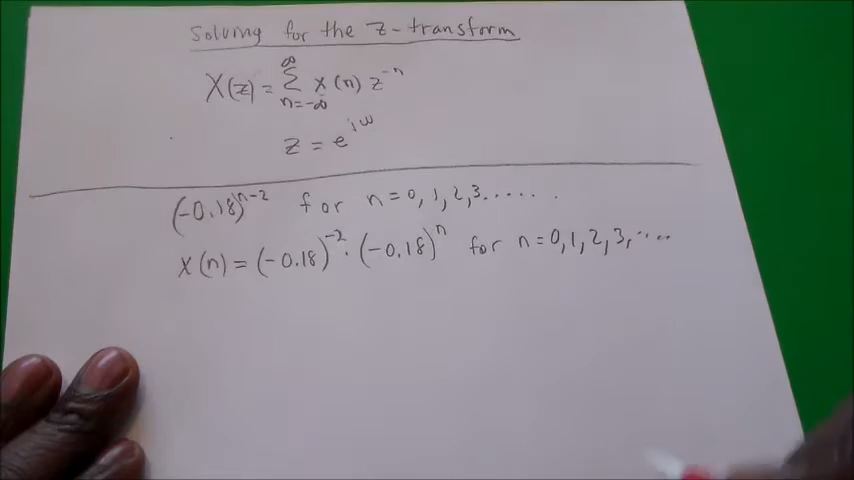 Solving for the z-transform
X(z) = ∑_{n=-∞}^{∞} x(n) z^{-n}
z = e^{jω}
(-0.18)^{n-2} for n = 0, 1, 2, 3......
x(n) = (-0.18)^{-2} · (-0.18)^{n} for n = 0, 1, 2, 3, ....